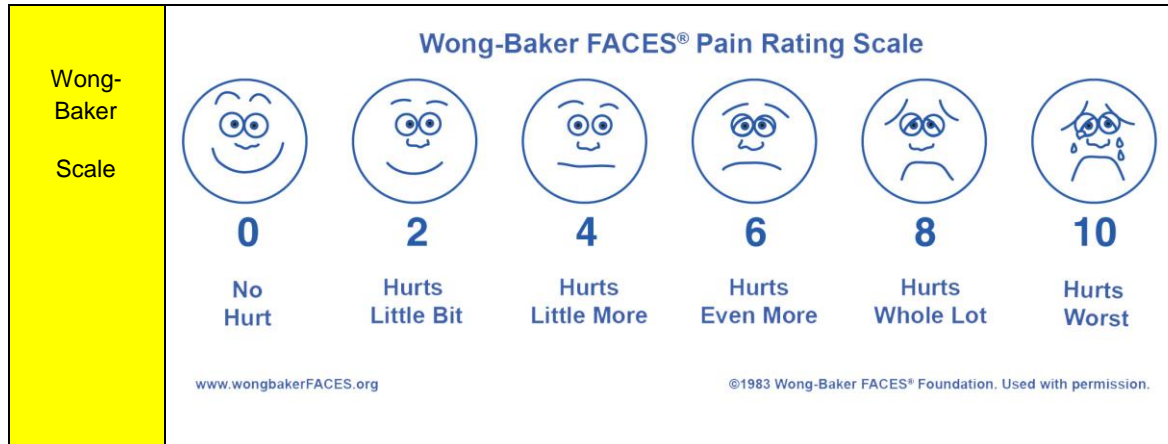 Wong-
Baker
Scale
Wong-Baker FACES® Pain Rating Scale
0 2 4 6 8 10
No Hurts Hurts Hurts Hurts Hurts
Hurt Little Bit Little More Even More Whole Lot Worst
www.wongbakerFACES.org ©1983 Wong-Baker FACES® Foundation. Used with permission.